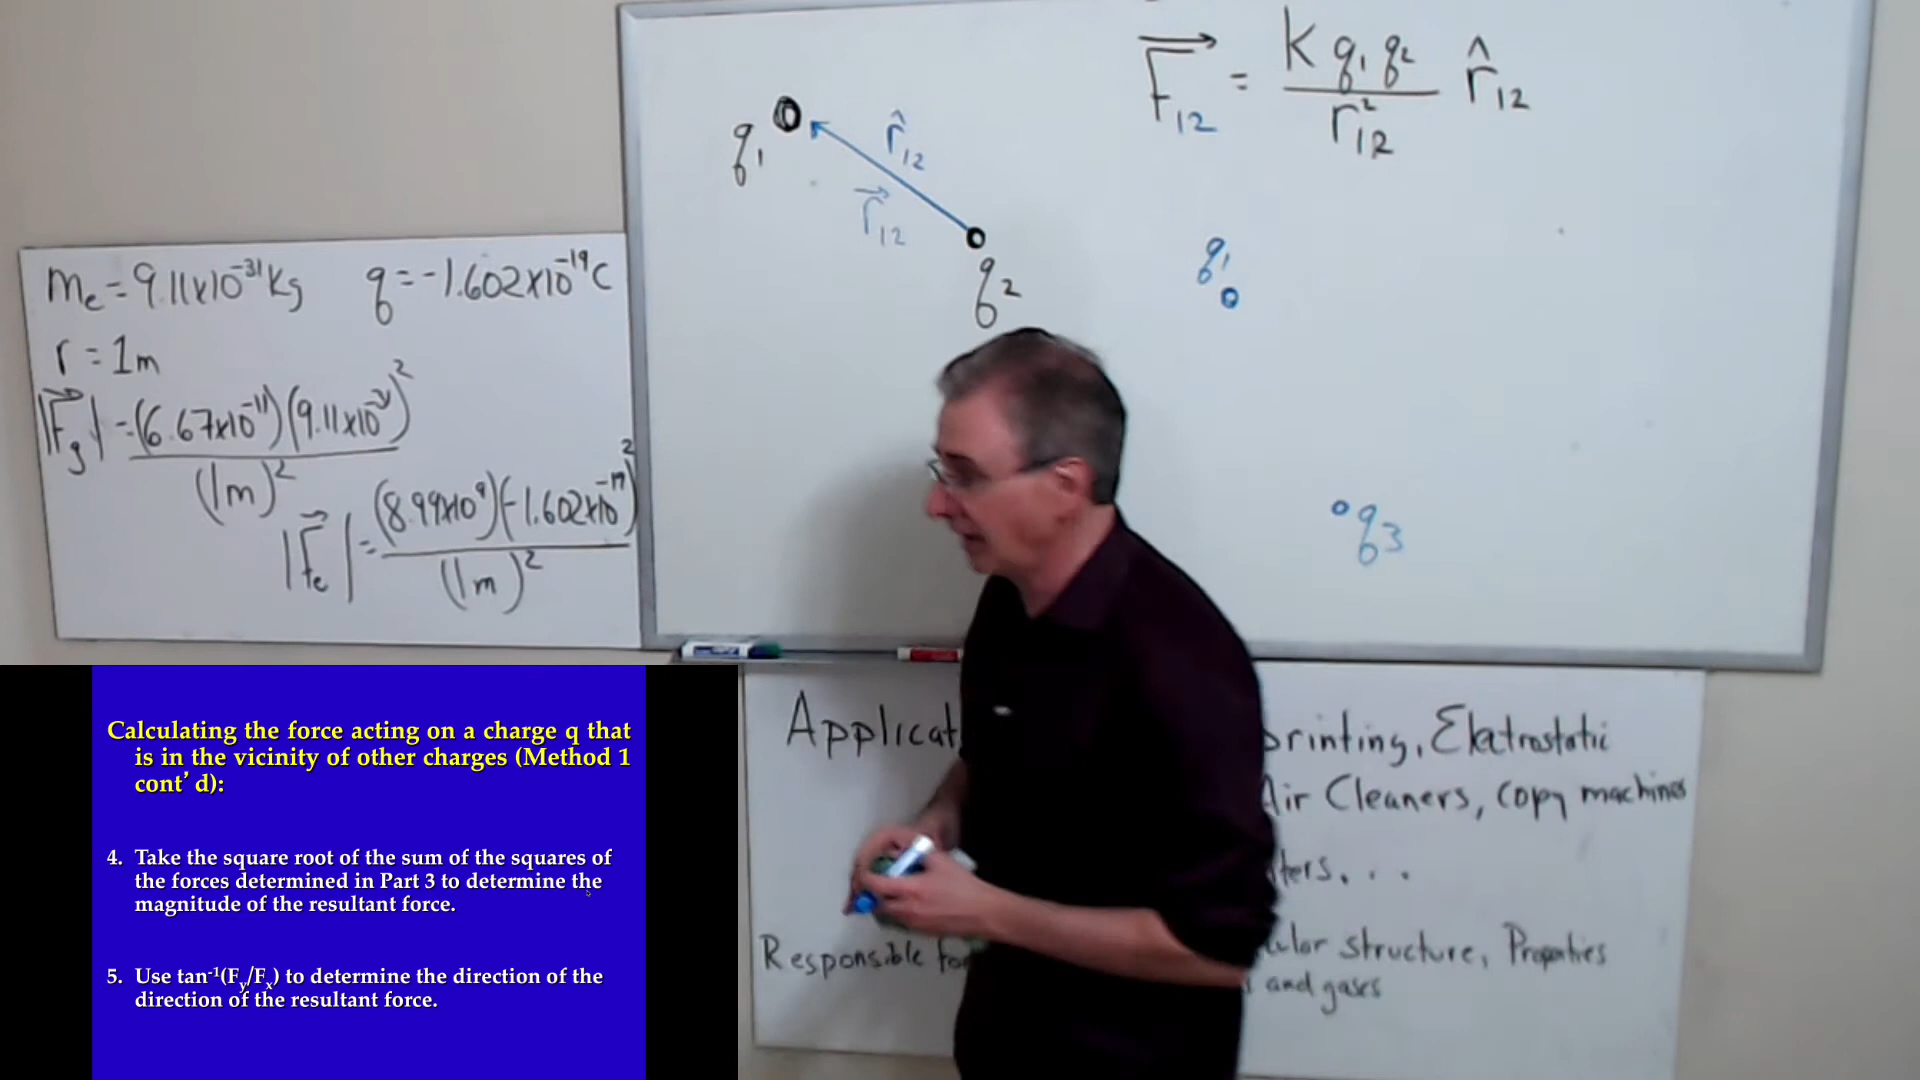 F₁₂ = k q₁ q₂ / r₁₂² r̂₁₂
q₁
r̂₁₂
r₁₂
q₂
q₁
q₃
mₑ = 9.11x10⁻³¹ kg q = -1.602x10⁻¹⁹ C
r = 1m
|F⃗g| = (6.67x10⁻¹¹)(9.11x10⁻³¹)² / (1m)²
|F⃗e| = (8.99x10⁹)(-1.602x10⁻¹⁹)² / (1m)²
Calculating the force acting on a charge q that
is in the vicinity of other charges (Method 1
cont’ d):
4. Take the square root of the sum of the squares of
the forces determined in Part 3 to determine the
magnitude of the resultant force.
5. Use tan⁻¹(Fy/Fx) to determine the direction of the
direction of the resultant force.
printing, Electrostatic
Air Cleaners, copy machines
. . .
Responsible for
structure, Properties
and gases